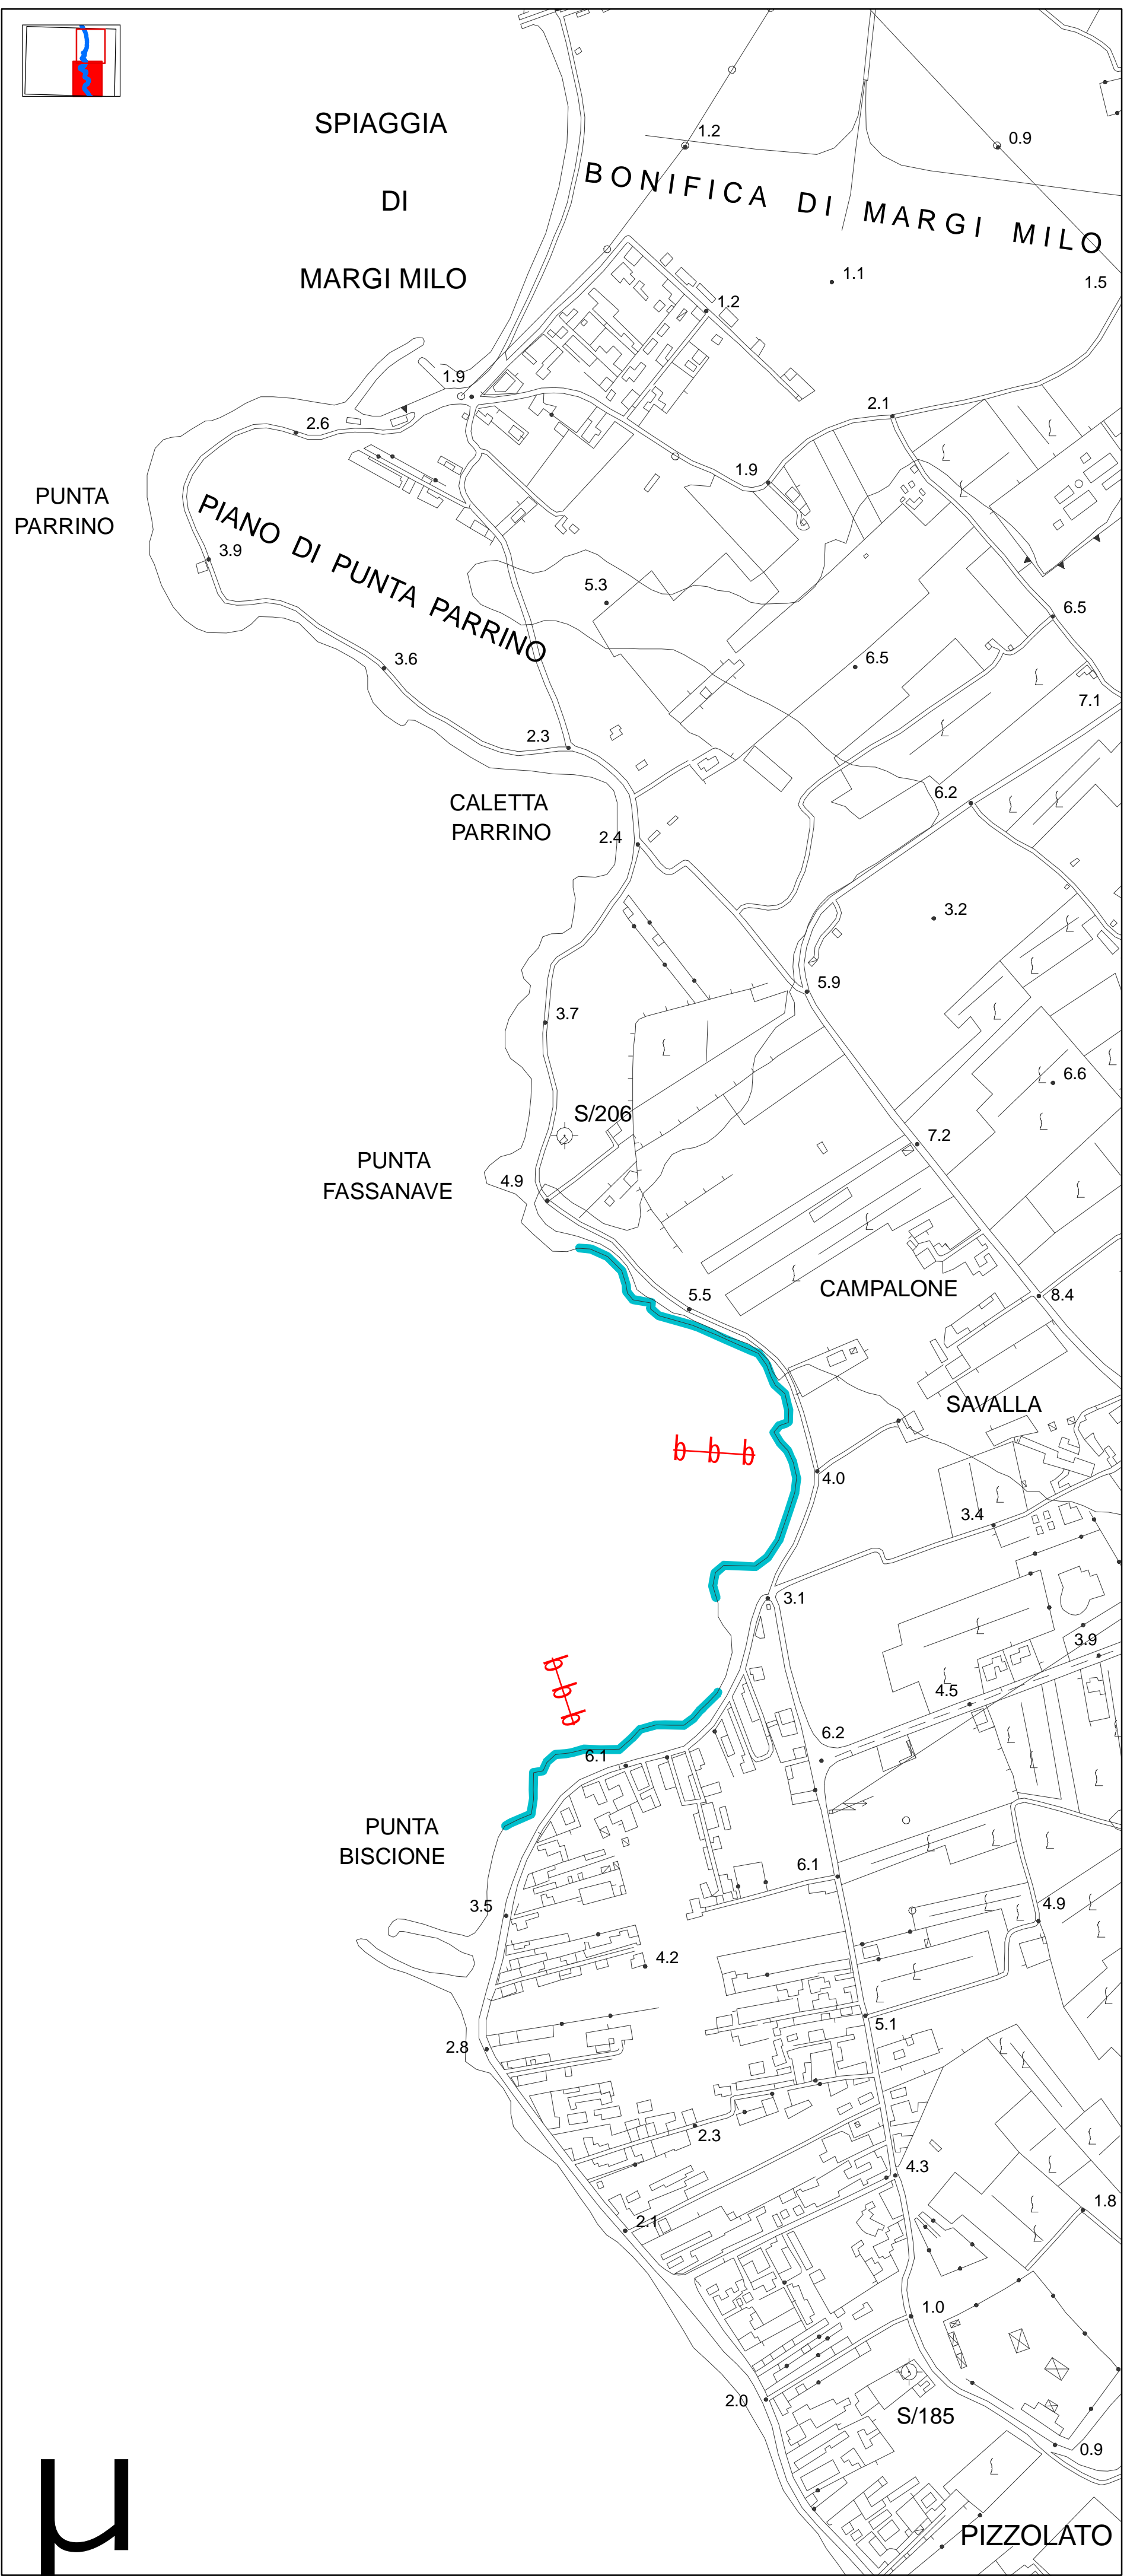 SPIAGGIA
DI
MARGI MILO
1.2
0.9
BONIFICA DI MARGI MILO
1.1
1.5
1.2
1.9
2.6
2.1
1.9
PUNTA
PARRINO
PIANO DI PUNTA PARRINO
3.9
5.3
6.5
3.6
6.5
7.1
2.3
6.2
CALETTA
PARRINO
2.4
3.2
5.9
3.7
6.6
S/206
7.2
PUNTA
FASSANAVE
4.9
CAMPALONE
5.5
8.4
SAVALLA
b b b
4.0
3.4
3.1
3.9
b b b
4.5
6.2
6.1
PUNTA
BISCIONE
6.1
3.5
4.9
4.2
5.1
2.8
2.3
4.3
1.8
2.1
1.0
2.0
S/185
0.9
µ
PIZZOLATO